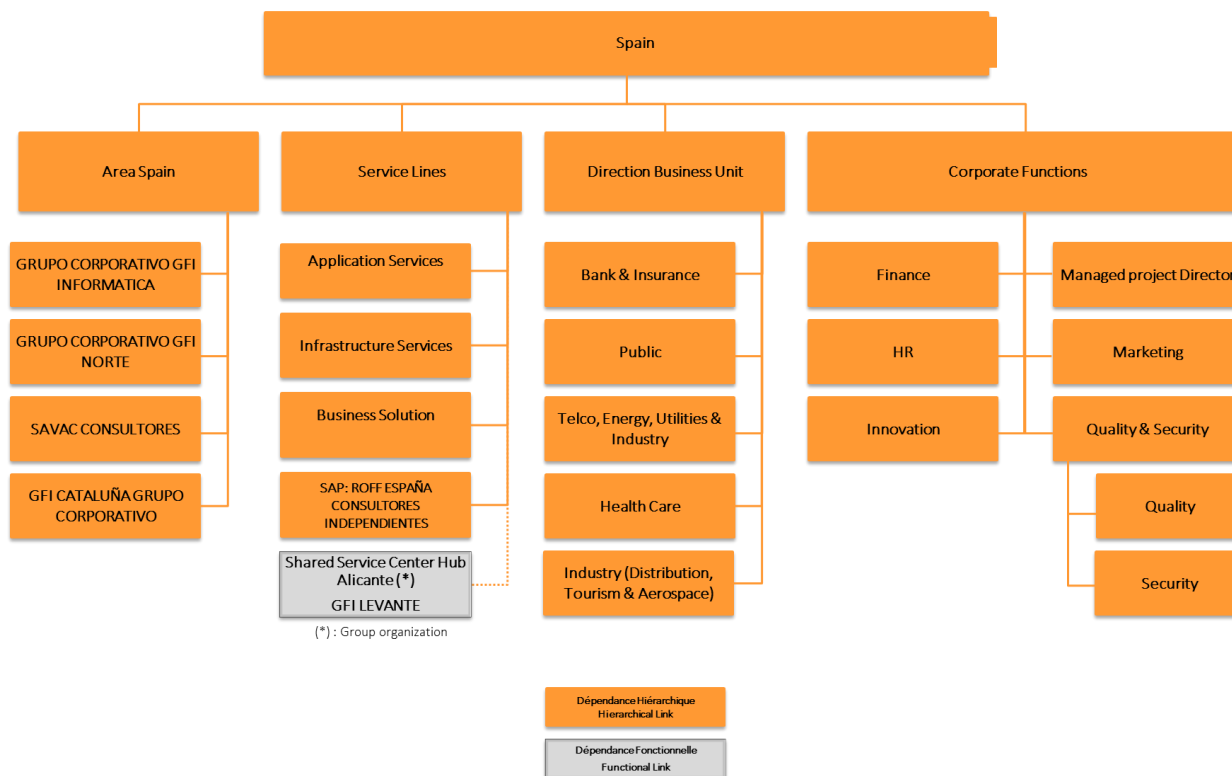 Spain
Area Spain
Service Lines
Direction Business Unit
Corporate Functions
GRUPO CORPORATIVO GFI
INFORMATICA
GRUPO CORPORATIVO GFI
NORTE
SAVAC CONSULTORES
GFI CATALUÑA GRUPO
CORPORATIVO
Application Services
Infrastructure Services
Business Solution
SAP: ROFF ESPAÑA
CONSULTORES
INDEPENDIENTES
Shared Service Center Hub
Alicante (*)
GFI LEVANTE
(*) : Group organization
Bank & Insurance
Public
Telco, Energy, Utilities &
Industry
Health Care
Industry (Distribution,
Tourism & Aerospace)
Finance
HR
Innovation
Managed project Director
Marketing
Quality & Security
Quality
Security
Dépendance Hiérarchique
Hierarchical Link
Dépendance Fonctionnelle
Functional Link